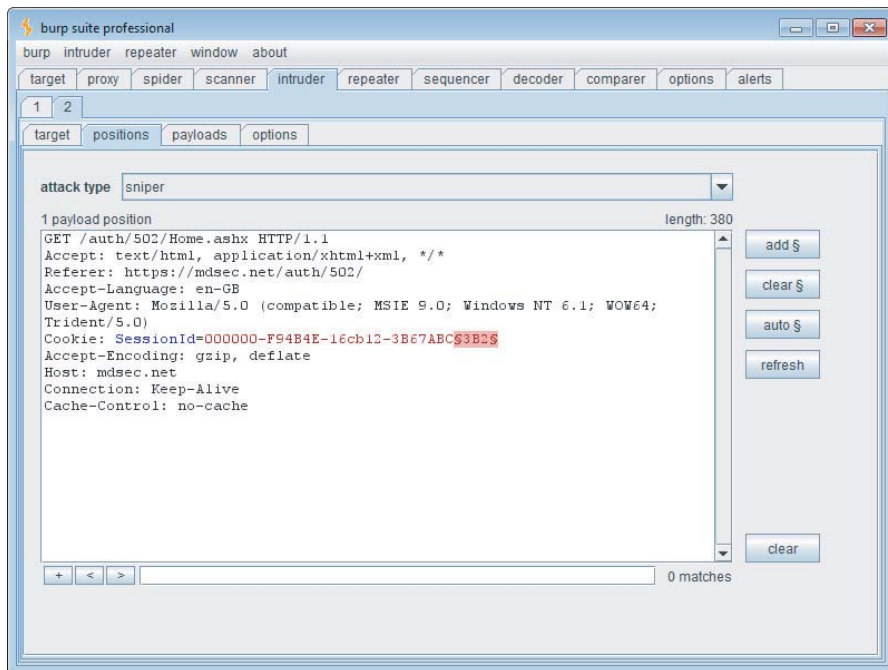 burp suite professional
burp intruder repeater window about
target proxy spider scanner intruder repeater sequencer decoder comparer options alerts
1 2
target positions payloads options
attack type sniper
1 payload position length: 380
GET /auth/502/Home.ashx HTTP/1.1
Accept: text/html, application/xhtml+xml, */*
Referer: https://mdsec.net/auth/502/
Accept-Language: en-GB
User-Agent: Mozilla/5.0 (compatible; MSIE 9.0; Windows NT 6.1; WOW64;
Trident/5.0)
Cookie: SessionId=000000-F94B4E-16cb12-3B67ABC§3B2§
Accept-Encoding: gzip, deflate
Host: mdsec.net
Connection: Keep-Alive
Cache-Control: no-cache
add §
clear §
auto §
refresh
clear
+ < > 0 matches